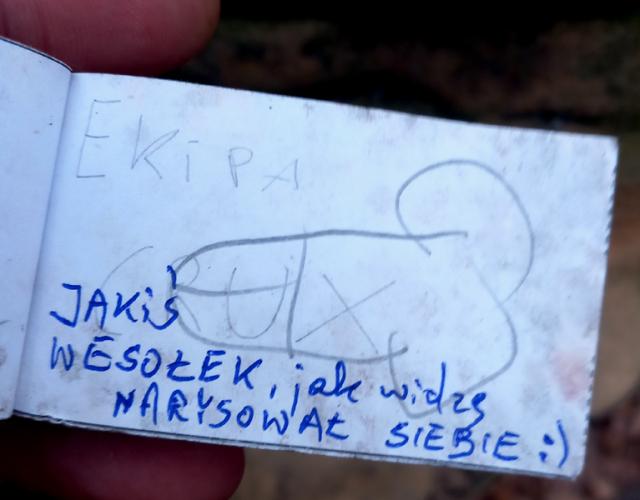 EKiPA
JAKiŚ
WESOŁEK, jak widzę
NARYSOWAŁ SIEBIE :)